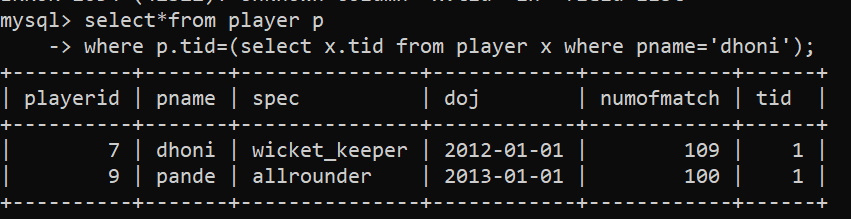 mysql> select*from player p
    -> where p.tid=(select x.tid from player x where pname='dhoni');
+----------+-------+---------------+------------+------------+------+
| playerid | pname | spec          | doj        | numofmatch | tid  |
+----------+-------+---------------+------------+------------+------+
|        7 | dhoni | wicket_keeper | 2012-01-01 |        109 |    1 |
|        9 | pande | allrounder    | 2013-01-01 |        100 |    1 |
+----------+-------+---------------+------------+------------+------+